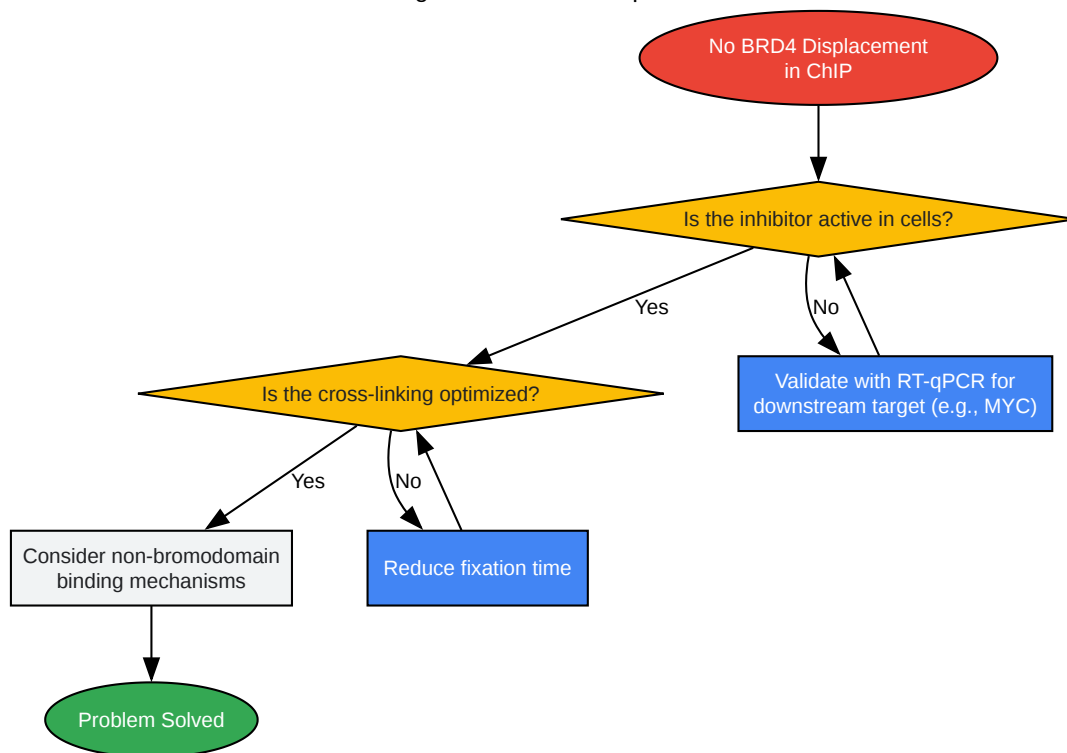 No BRD4 Displacement
in ChIP
Is the inhibitor active in cells?
Yes
No
Is the cross-linking optimized?
Validate with RT-qPCR for
downstream target (e.g., MYC)
Yes
No
Consider non-bromodomain
binding mechanisms
Reduce fixation time
Problem Solved